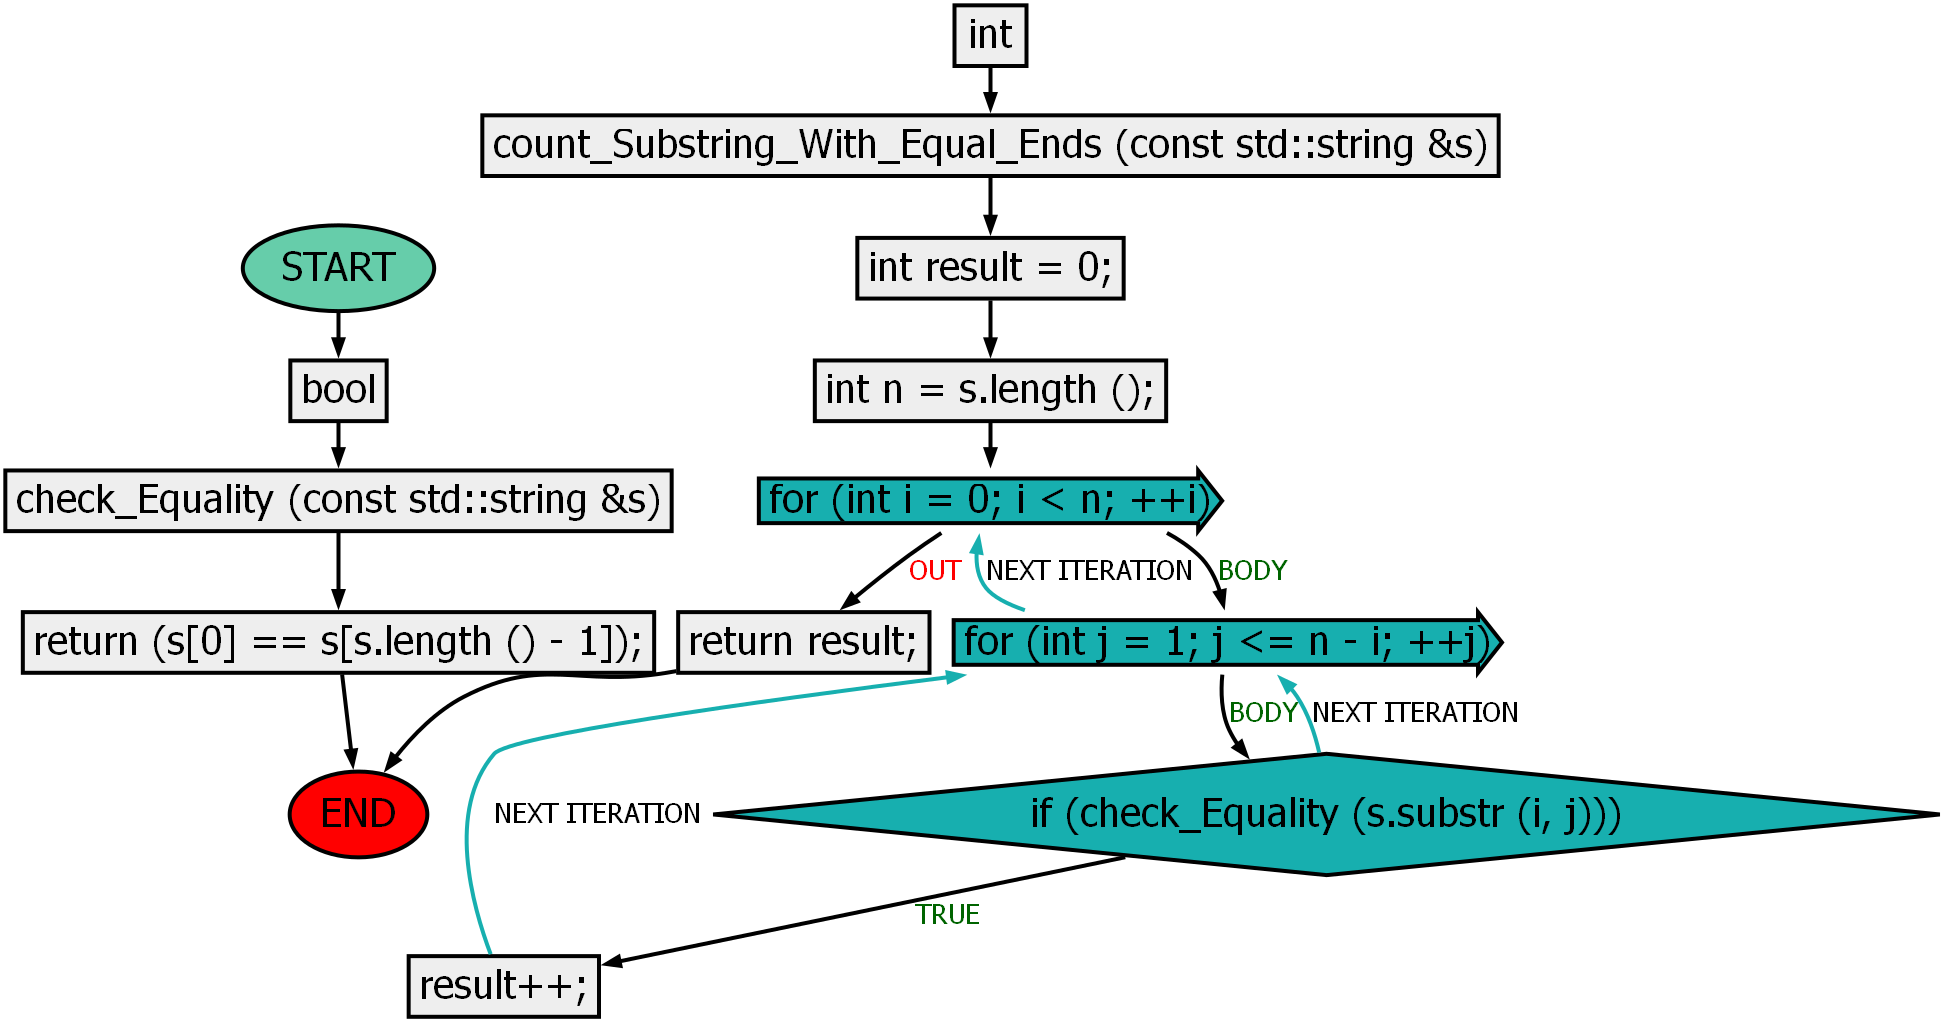 int
count_Substring_With_Equal_Ends (const std::string &s)
START
int result = 0;
bool
int n = s.length ();
check_Equality (const std::string &s)
for (int i = 0; i < n; ++i)
OUT
NEXT ITERATION
BODY
return (s[0] == s[s.length () - 1]);
return result;
for (int j = 1; j <= n - i; ++j)
BODY
NEXT ITERATION
END
NEXT ITERATION
if (check_Equality (s.substr (i, j)))
TRUE
result++;